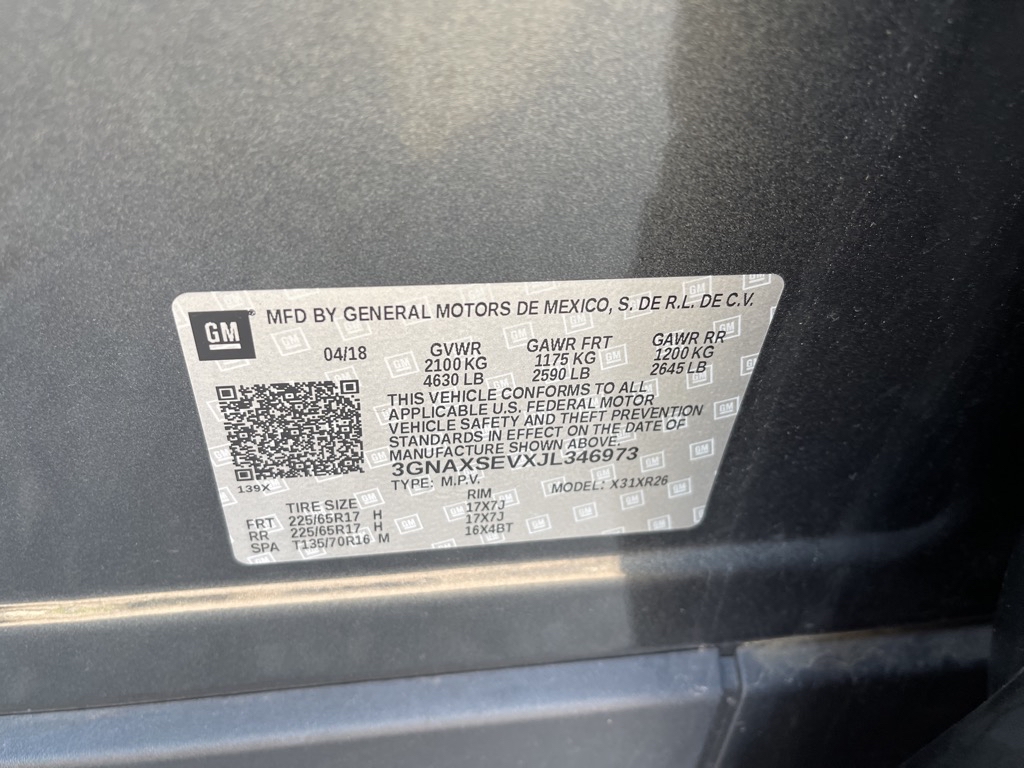 GM
MFD BY GENERAL MOTORS DE MEXICO, S. DE R.L. DE C.V.
04/18
GVWR
2100 KG
4630 LB
GAWR FRT
1175 KG
2590 LB
GAWR RR
1200 KG
2645 LB
THIS VEHICLE CONFORMS TO ALL
APPLICABLE U.S. FEDERAL MOTOR
VEHICLE SAFETY AND THEFT PREVENTION
STANDARDS IN EFFECT ON THE DATE OF
MANUFACTURE SHOWN ABOVE.
3GNAXSEVXJL346973
139X
TYPE: M.P.V. MODEL: X31XR26
TIRE SIZE RIM
FRT 225/65R17 H 17X7J
RR 225/65R17 H 17X7J
SPA T135/70R16 M 16X4BT